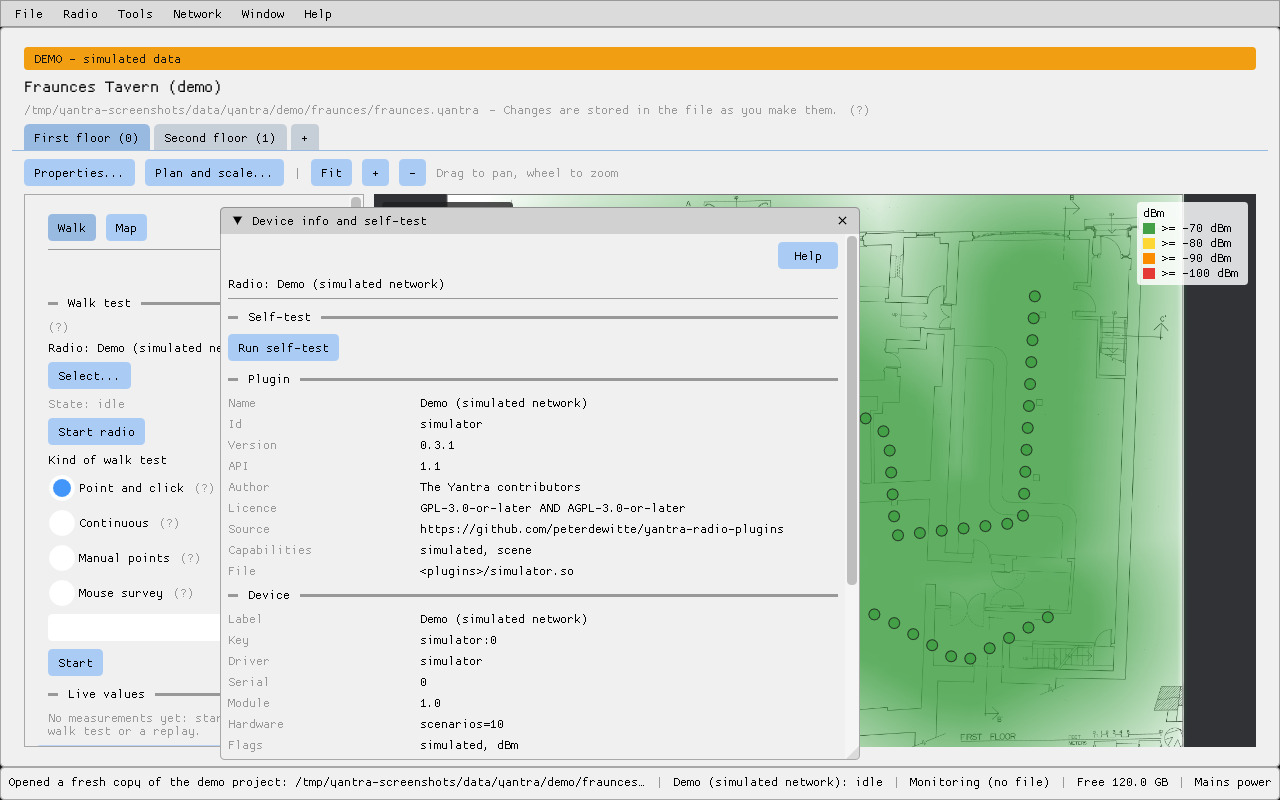 File Radio Tools Network Window Help
DEMO - simulated data
Fraunces Tavern (demo)
/tmp/yantra-screenshots/data/yantra/demo/fraunces/fraunces.yantra - Changes are stored in the file as you make them. (?)
First floor (0) Second floor (1) +
Properties... Plan and scale... | Fit + - Drag to pan, wheel to zoom
Walk Map
Walk test
(?)
Radio: Demo (simulated ne
Select...
State: idle
Start radio
Kind of walk test
Point and click (?)
Continuous (?)
Manual points (?)
Mouse survey (?)
Start
Live values
No measurements yet: star
walk test or a replay.
Device info and self-test
Help
Radio: Demo (simulated network)
Self-test
Run self-test
Plugin
Name Demo (simulated network)
Id simulator
Version 0.3.1
API 1.1
Author The Yantra contributors
Licence GPL-3.0-or-later AND AGPL-3.0-or-later
Source https://github.com/peterdewitte/yantra-radio-plugins
Capabilities simulated, scene
File <plugins>/simulator.so
Device
Label Demo (simulated network)
Key simulator:0
Driver simulator
Serial 0
Module 1.0
Hardware scenarios=10
Flags simulated, dBm
dBm
>= -70 dBm
>= -80 dBm
>= -90 dBm
>= -100 dBm
FIRST FLOOR
Opened a fresh copy of the demo project: /tmp/yantra-screenshots/data/yantra/demo/fraunces… | Demo (simulated network): idle | Monitoring (no file) | Free 120.0 GB | Mains power